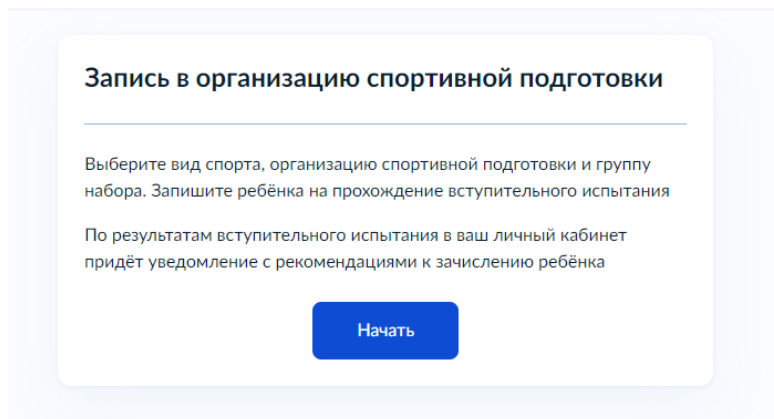 Запись в организацию спортивной подготовки
Выберите вид спорта, организацию спортивной подготовки и группу
набора. Запишите ребёнка на прохождение вступительного испытания
По результатам вступительного испытания в ваш личный кабинет
придёт уведомление с рекомендациями к зачислению ребёнка
Начать